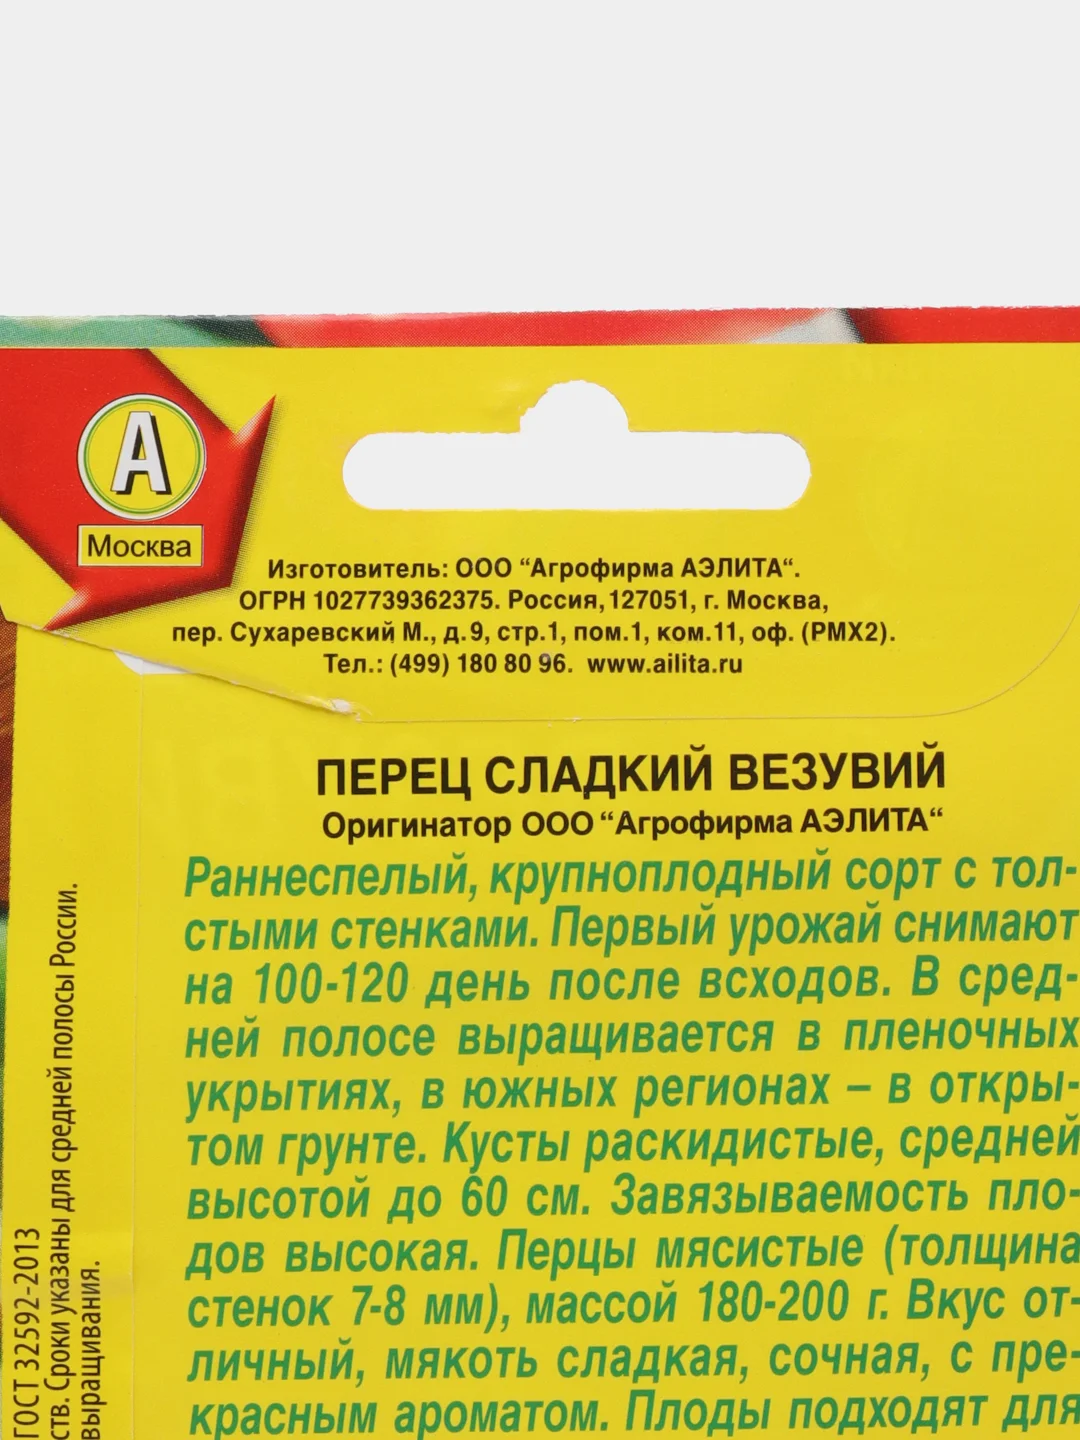 А
Москва
Изготовитель: ООО “Агрофирма АЭЛИТА“.
ОГРН 1027739362375. Россия, 127051, г. Москва,
пер. Сухаревский М., д.9, стр.1, пом.1, ком.11, оф. (РМХ2).
Тел.: (499) 180 80 96. www.ailita.ru
ПЕРЕЦ СЛАДКИЙ ВЕЗУВИЙ
Оригинатор ООО “Агрофирма АЭЛИТА“
Раннеспелый, крупноплодный сорт с тол-
стыми стенками. Первый урожай снимают
на 100-120 день после всходов. В сред-
ней полосе выращивается в пленочных
укрытиях, в южных регионах – в откры-
том грунте. Кусты раскидистые, средней
высотой до 60 см. Завязываемость пло-
дов высокая. Перцы мясистые (толщина
стенок 7-8 мм), массой 180-200 г. Вкус от-
личный, мякоть сладкая, сочная, с пре-
красным ароматом. Плоды подходят для
ГОСТ 32592-2013
ств. Сроки указаны для средней полосы России.
выращивания.